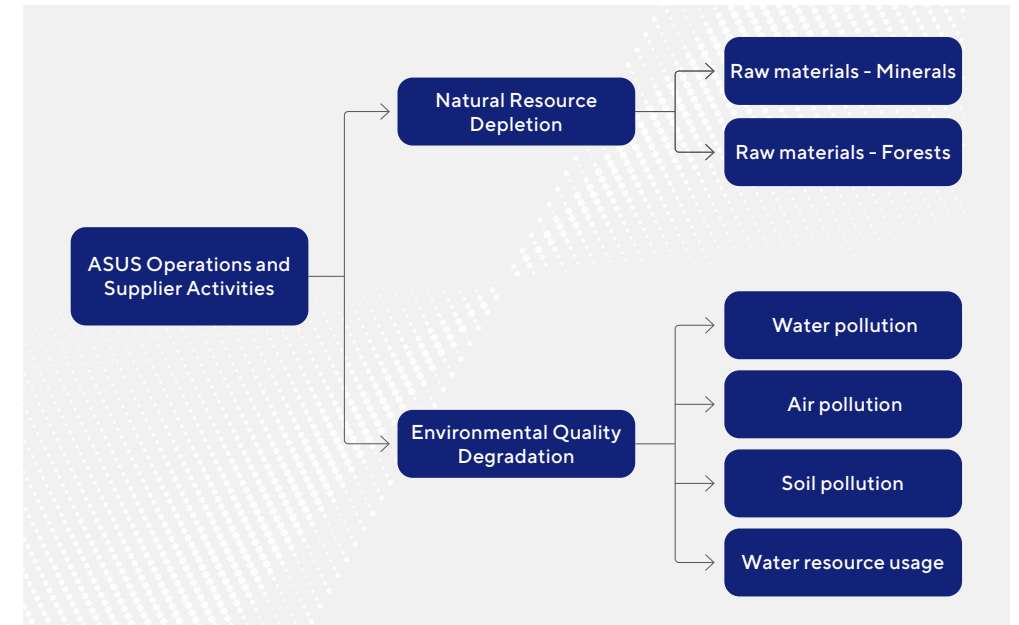 Natural Resource
Depletion
Raw materials - Minerals
Raw materials - Forests
ASUS Operations and
Supplier Activities
Environmental Quality
Degradation
Water pollution
Air pollution
Soil pollution
Water resource usage